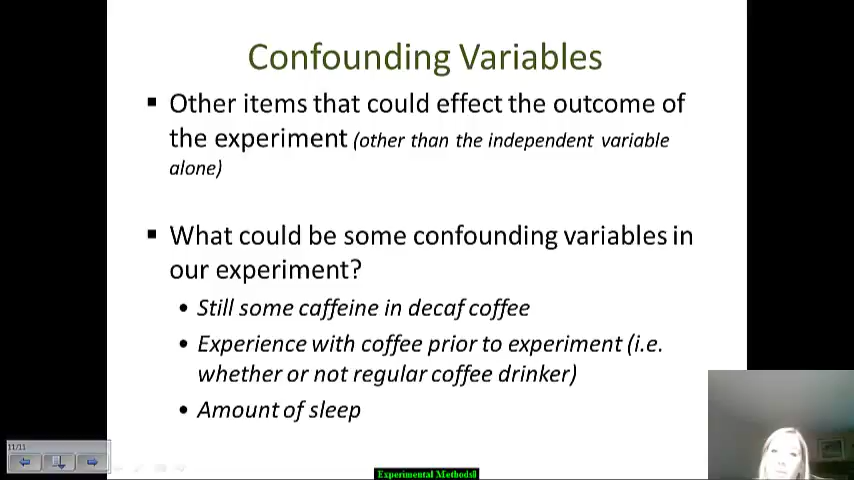 Confounding Variables
Other items that could effect the outcome of
the experiment (other than the independent variable
alone)
What could be some confounding variables in
our experiment?
Still some caffeine in decaf coffee
Experience with coffee prior to experiment (i.e.
whether or not regular coffee drinker)
Amount of sleep
11/11
Experimental Methods